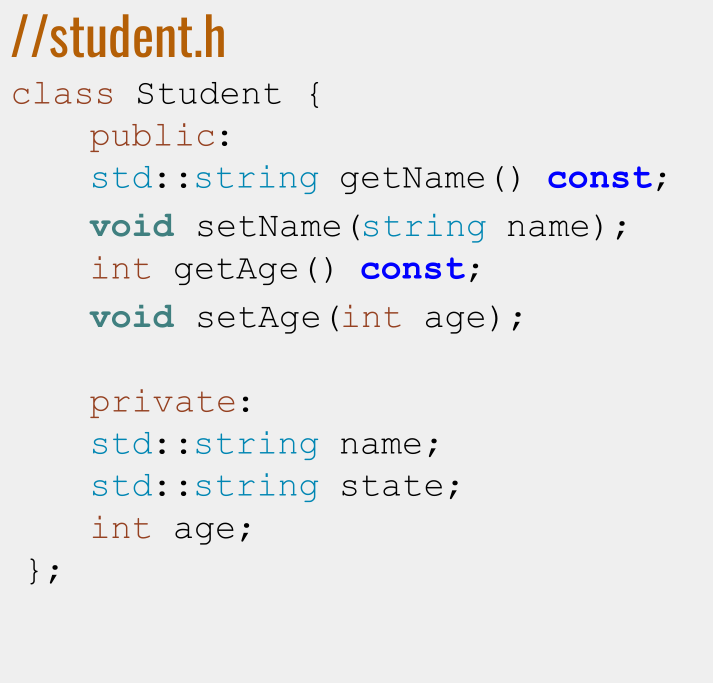 //student.h
class Student {
public:
std::string getName() const;
void setName(string name);
int getAge() const;
void setAge(int age);
private:
std::string name;
std::string state;
int age;
};